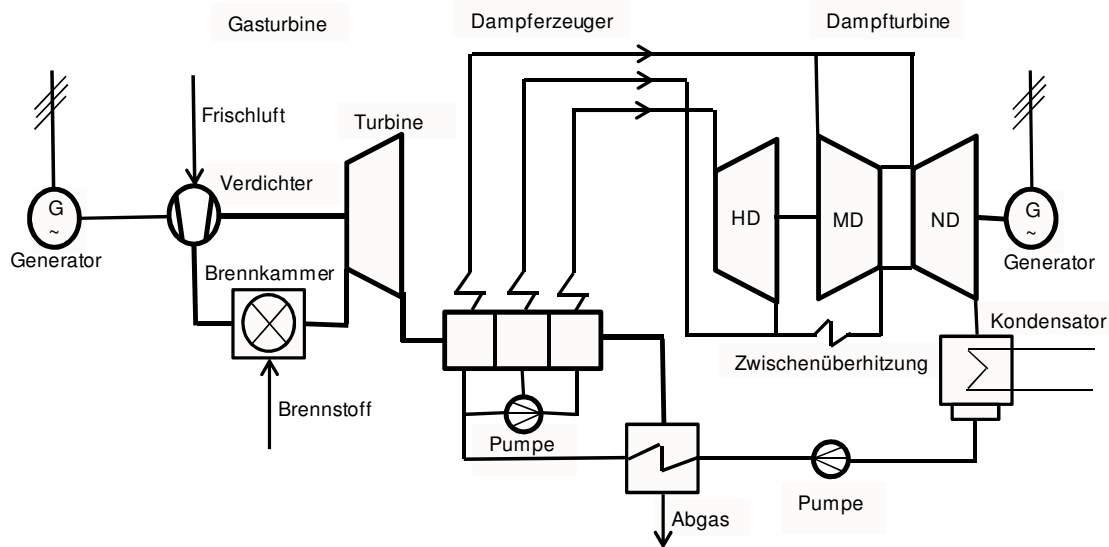 Gasturbine
Dampferzeuger
Dampfturbine
Frischluft
Turbine
Verdichter
G
~
Generator
HD
MD
ND
G
~
Generator
Brennkammer
Kondensator
Zwischenüberhitzung
Brennstoff
Pumpe
Pumpe
Abgas